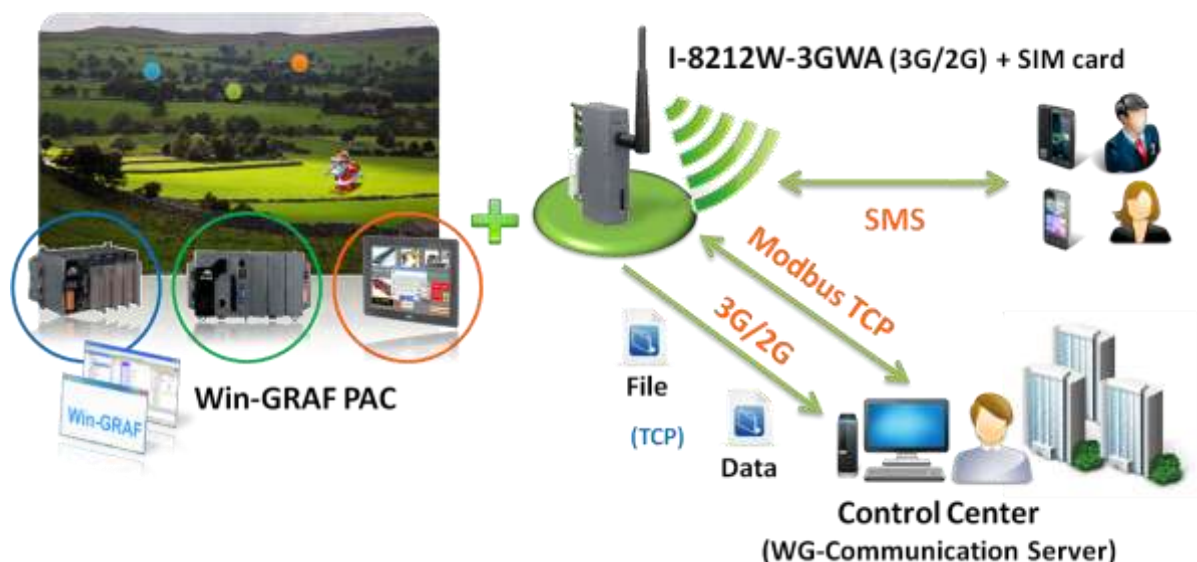 I-8212W-3GWA (3G/2G) + SIM card
SMS
Modbus TCP
3G/2G
File
(TCP)
Data
Win-GRAF PAC
Win-GRAF
Control Center
(WG-Communication Server)